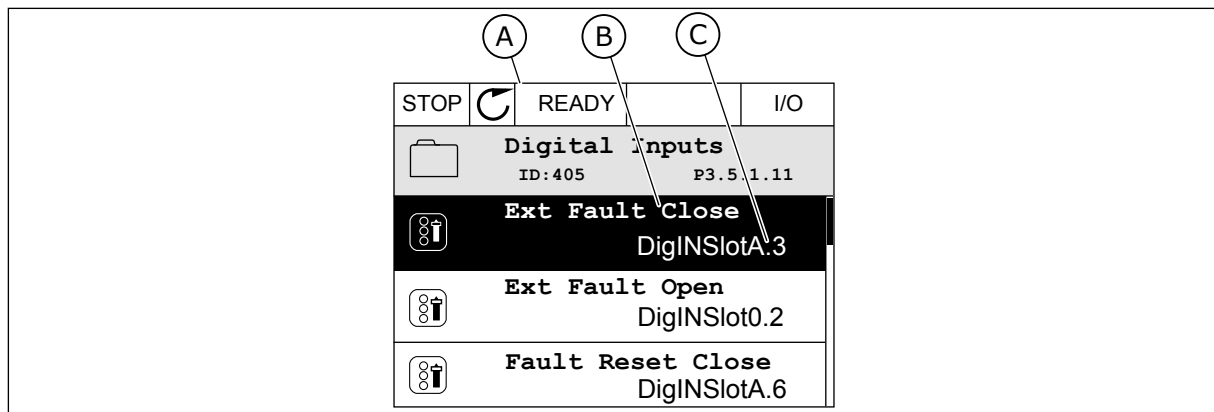 A B C
STOP READY I/O
Digital Inputs
ID:405 P3.5.1.11
Ext Fault Close
DigINSlotA.3
Ext Fault Open
DigINSlot0.2
Fault Reset Close
DigINSlotA.6